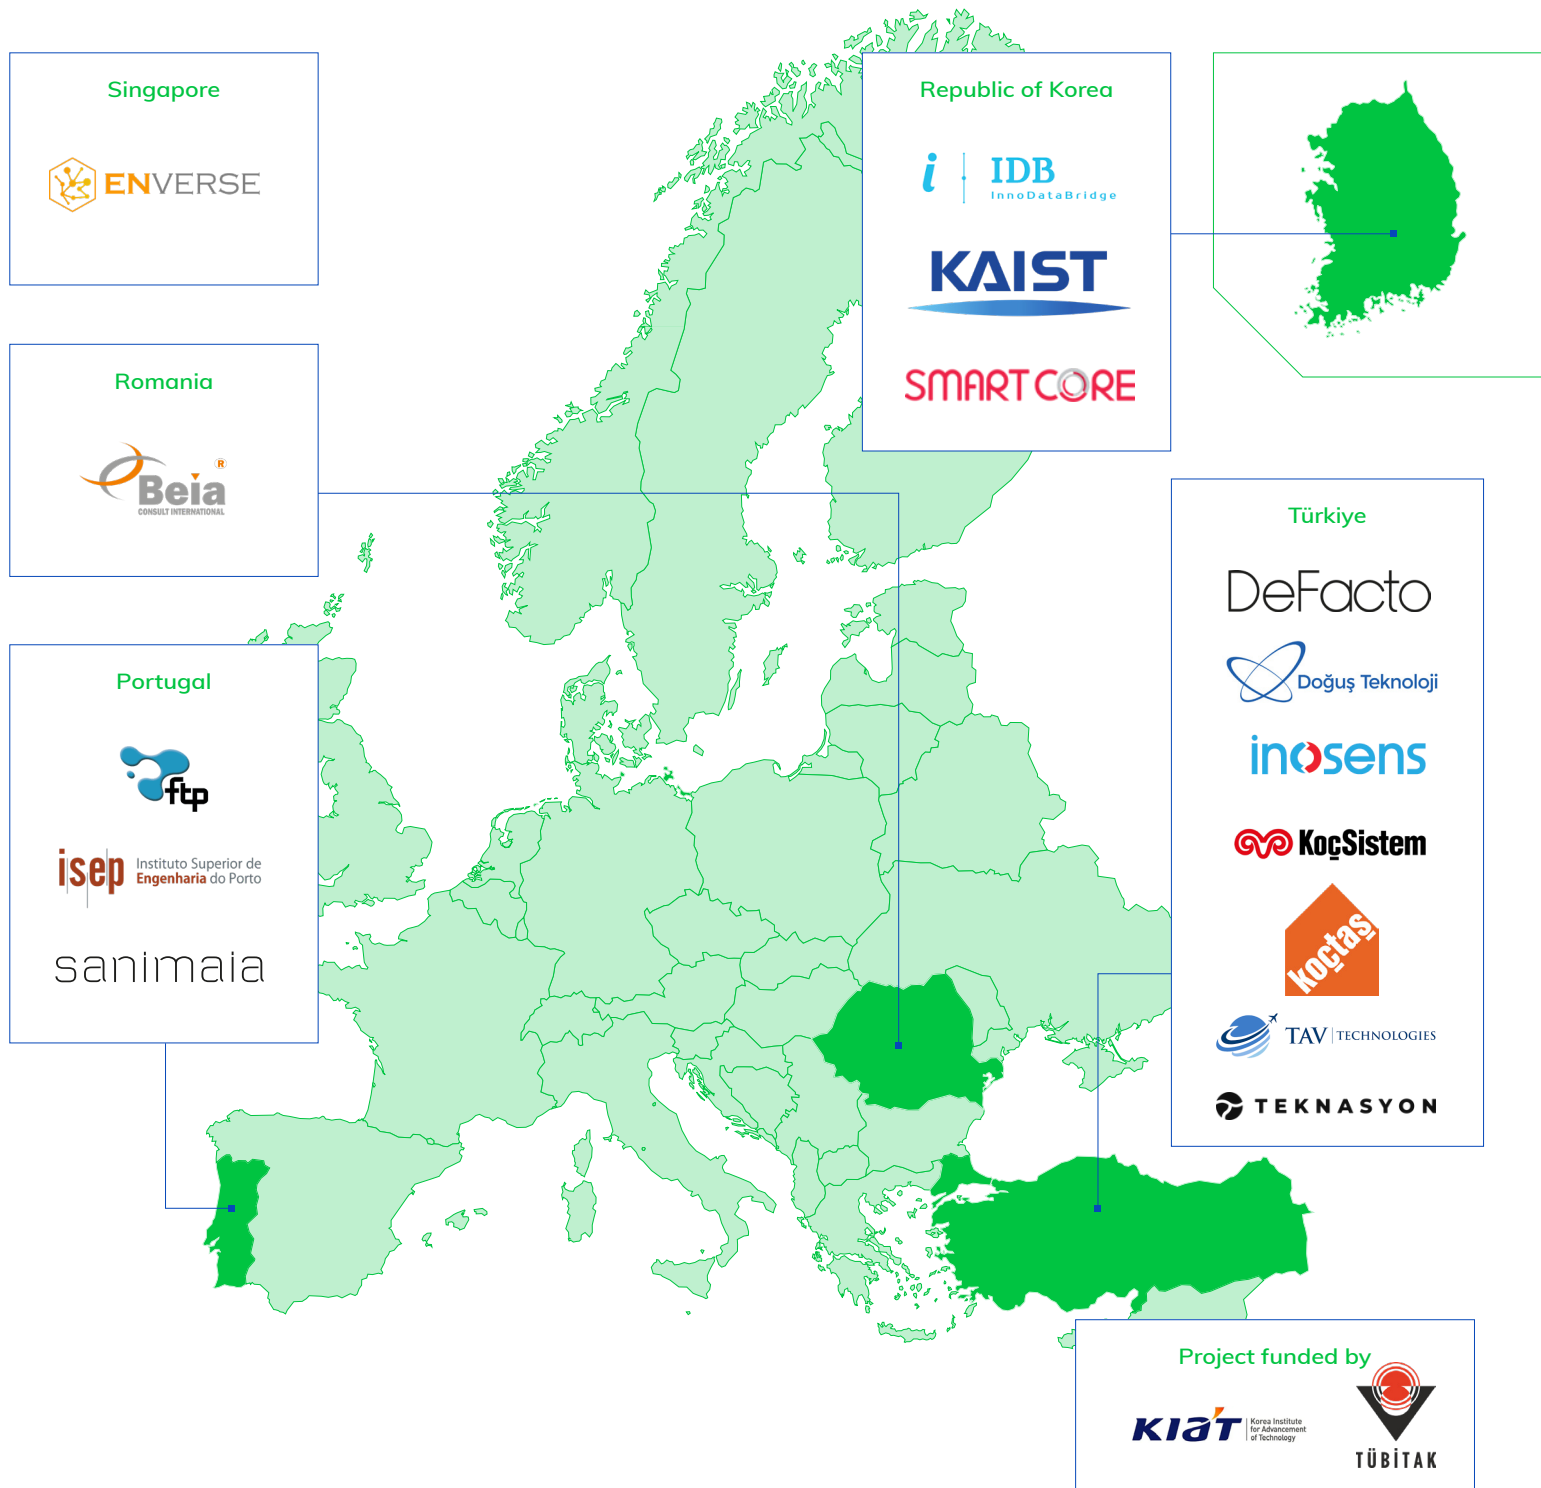 Singapore
ENVERSE
Romania
Beia®
CONSULT INTERNATIONAL
Portugal
ftp
isep
Instituto Superior de
Engenharia do Porto
sanimaia
Republic of Korea
i IDB
InnoDataBridge
KAIST
SMART CORE
Türkiye
DeFacto
Doğuş Teknoloji
inosens
KoçSistem
koçtaş
TAV TECHNOLOGIES
TEKNASYON
Project funded by
KIAT
Korea Institute
for Advancement
of Technology
TÜBİTAK